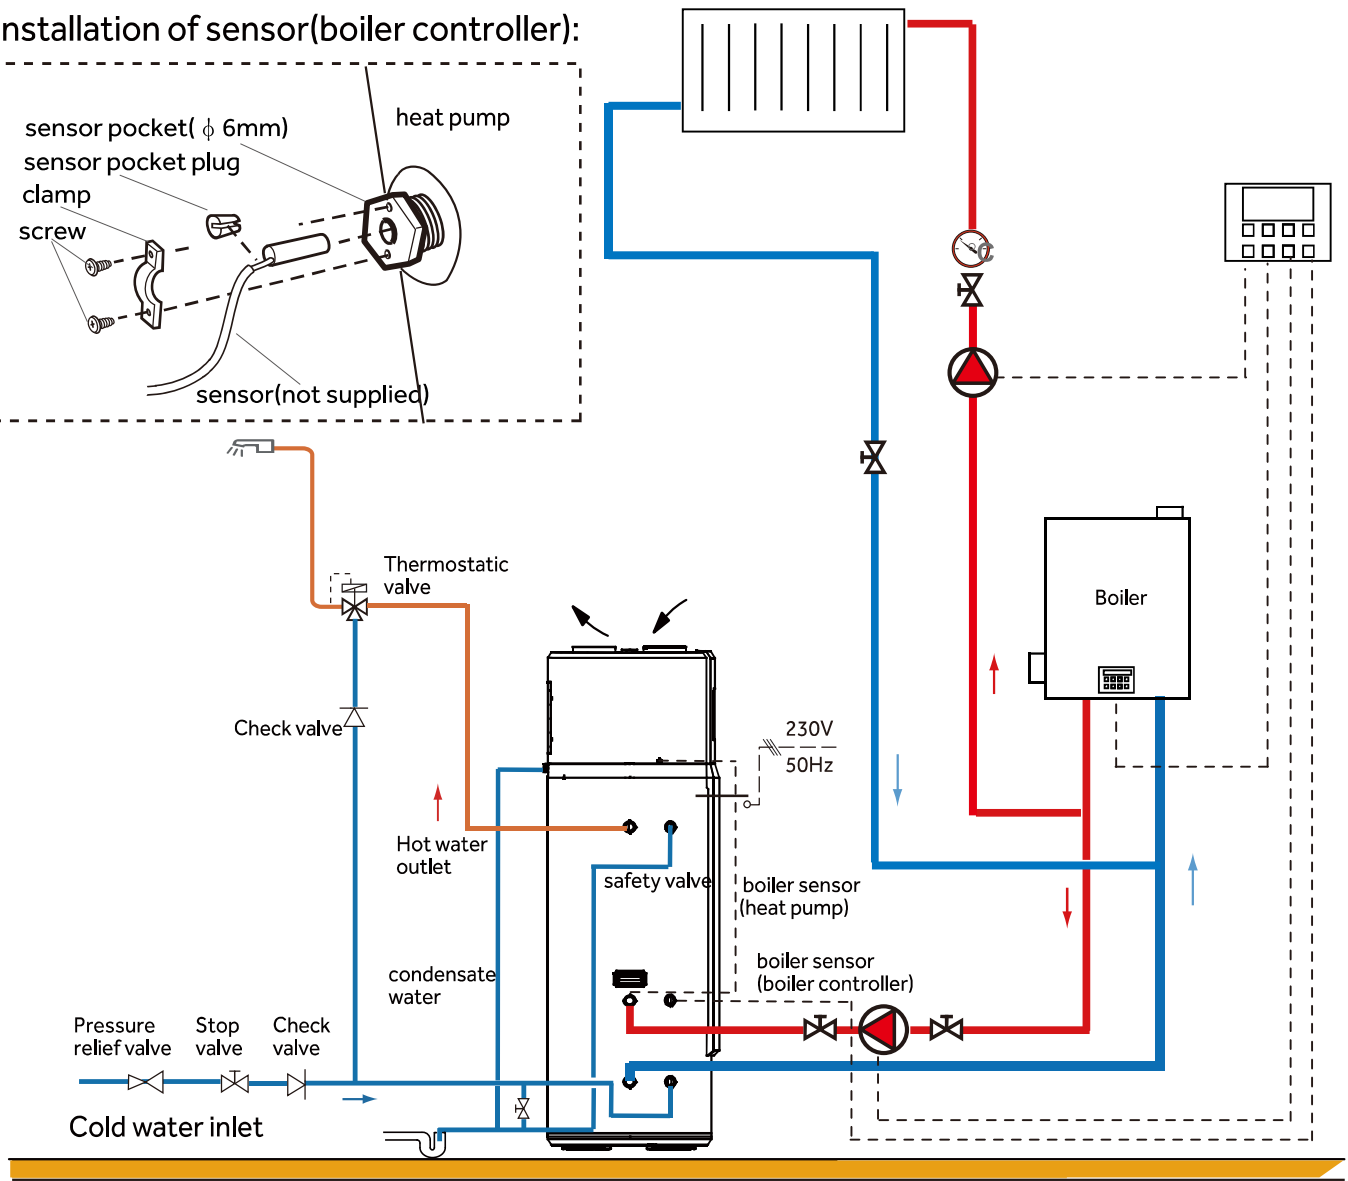 nstallation of sensor(boiler controller):
sensor pocket( ϕ 6mm)
sensor pocket plug
clamp
screw
heat pump
sensor(not supplied)
C
Thermostatic
valve
Boiler
Check valve
230V
50Hz
Hot water
outlet
safety valve
boiler sensor
(heat pump)
condensate
water
boiler sensor
(boiler controller)
Pressure
relief valve
Stop
valve
Check
valve
Cold water inlet